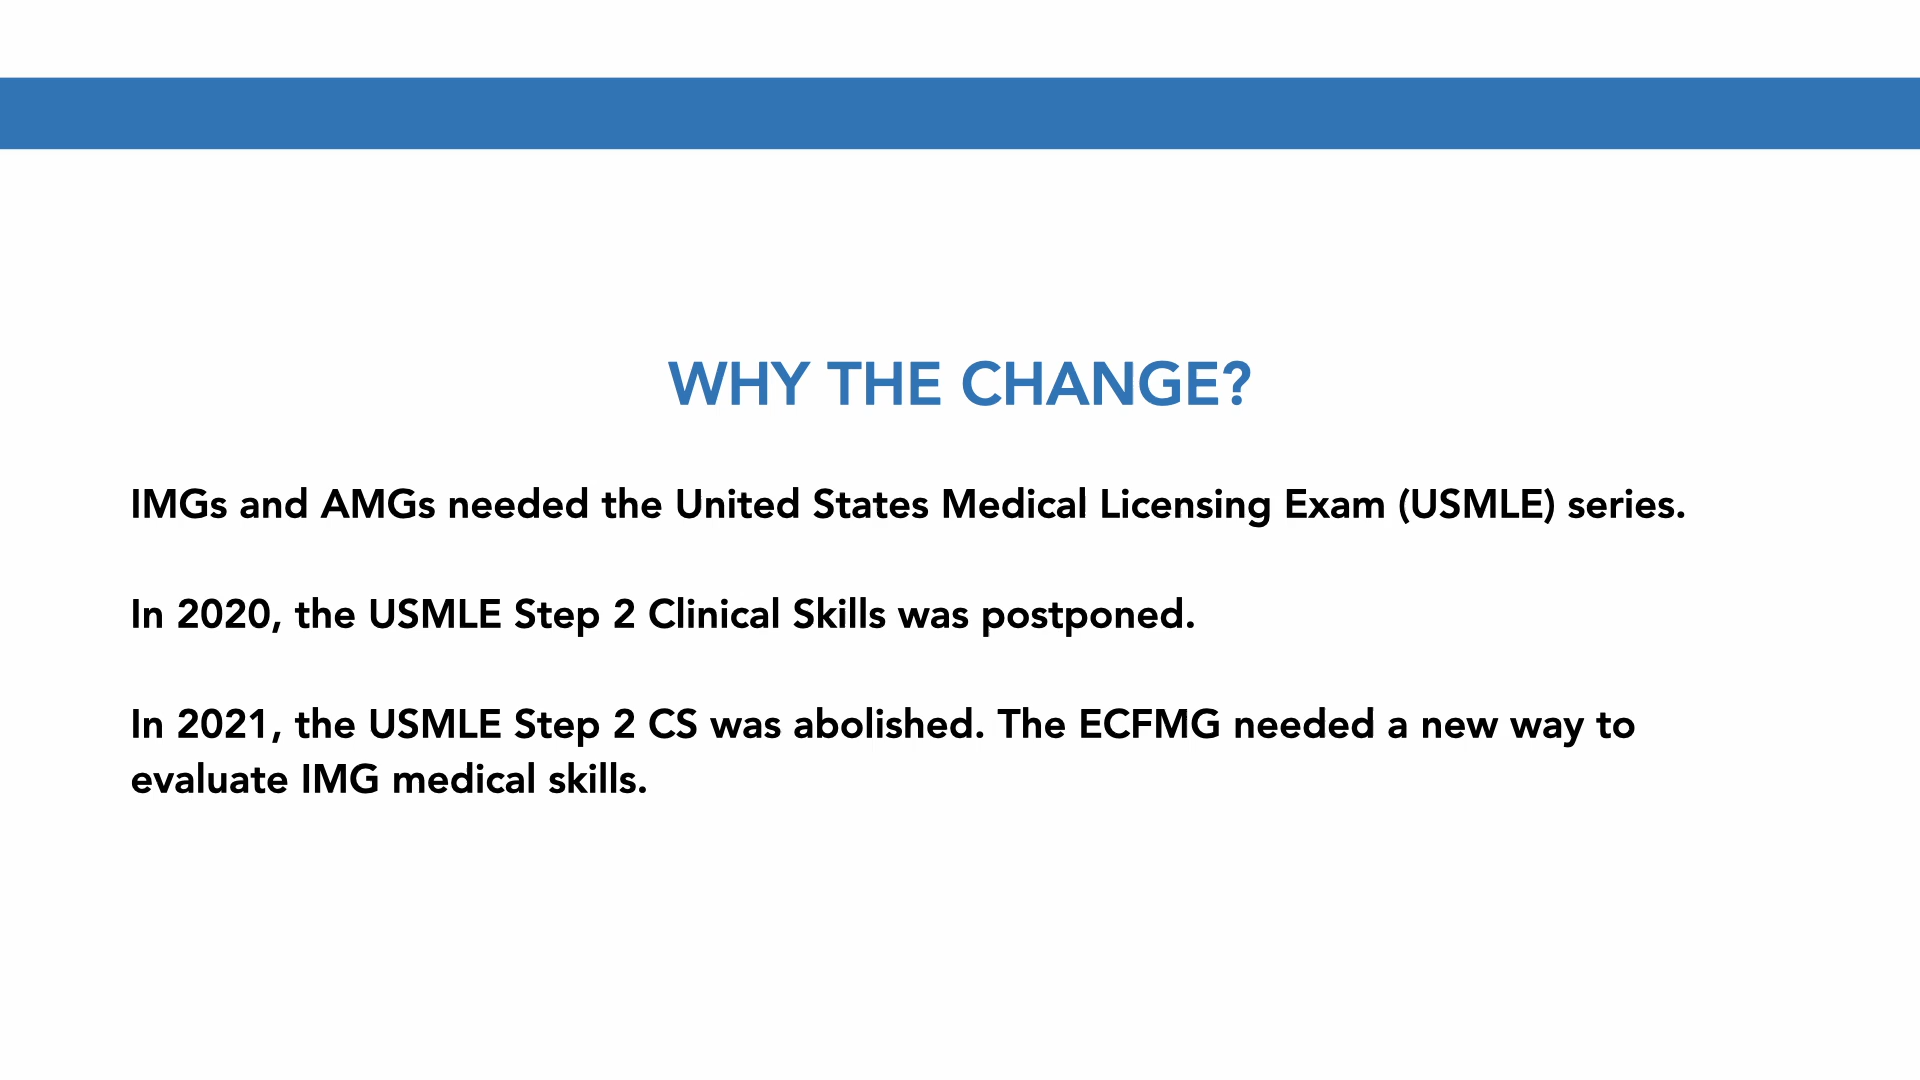 WHY THE CHANGE?
IMGs and AMGs needed the United States Medical Licensing Exam (USMLE) series.
In 2020, the USMLE Step 2 Clinical Skills was postponed.
In 2021, the USMLE Step 2 CS was abolished. The ECFMG needed a new way to
evaluate IMG medical skills.